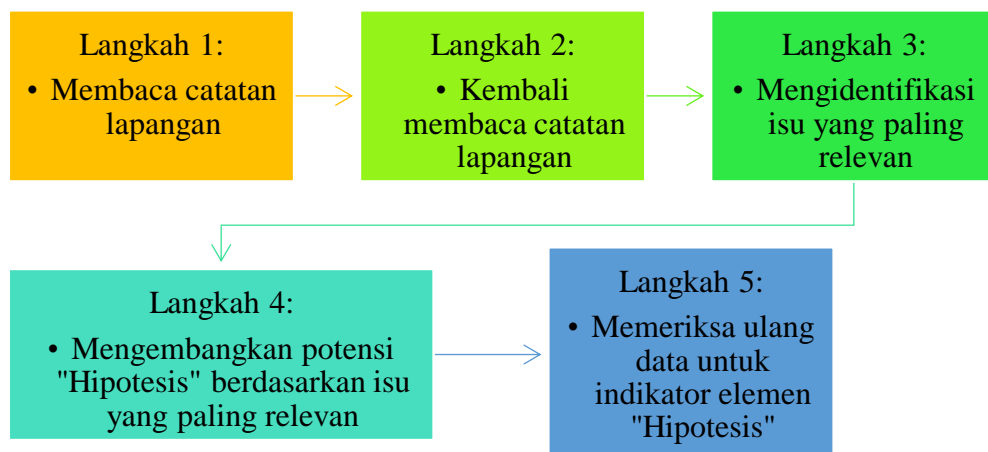 Langkah 1:
• Membaca catatan
lapangan
Langkah 2:
• Kembali
membaca catatan
lapangan
Langkah 3:
• Mengidentifikasi
isu yang paling
relevan
Langkah 4:
• Mengembangkan potensi
"Hipotesis" berdasarkan isu
yang paling relevan
Langkah 5:
• Memeriksa ulang
data untuk
indikator elemen
"Hipotesis"